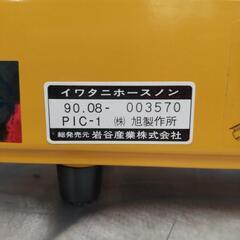 イワタニホースノン
90.08- 003570
PIC-1 ㈱ 旭製作所
総発売元 岩谷産業株式会社